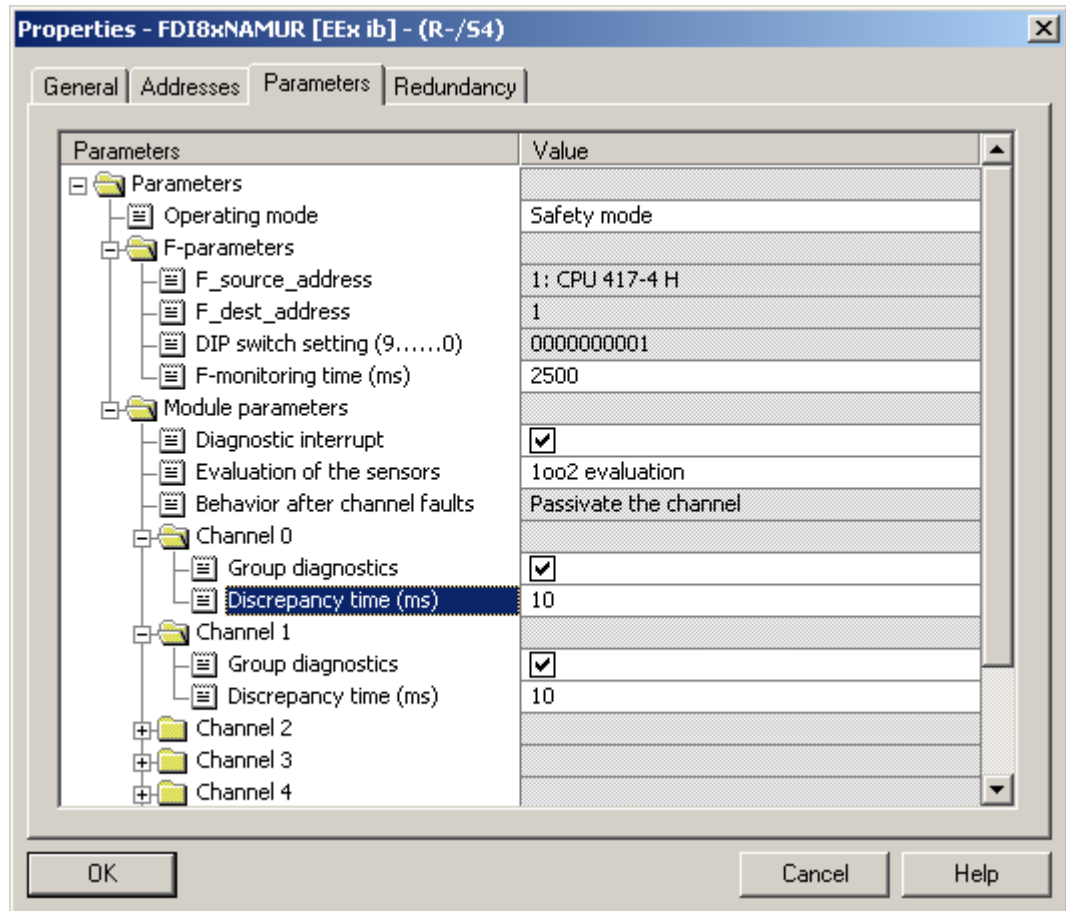 Properties - FDI8xNAMUR [EEx ib] - (R-/S4)
General Addresses Parameters Redundancy
Parameters Value
Parameters
Operating mode Safety mode
F-parameters
F_source_address 1: CPU 417-4 H
F_dest_address 1
DIP switch setting (9......0) 0000000001
F-monitoring time (ms) 2500
Module parameters
Diagnostic interrupt
Evaluation of the sensors 1oo2 evaluation
Behavior after channel faults Passivate the channel
Channel 0
Group diagnostics
Discrepancy time (ms) 10
Channel 1
Group diagnostics
Discrepancy time (ms) 10
Channel 2
Channel 3
Channel 4
OK Cancel Help